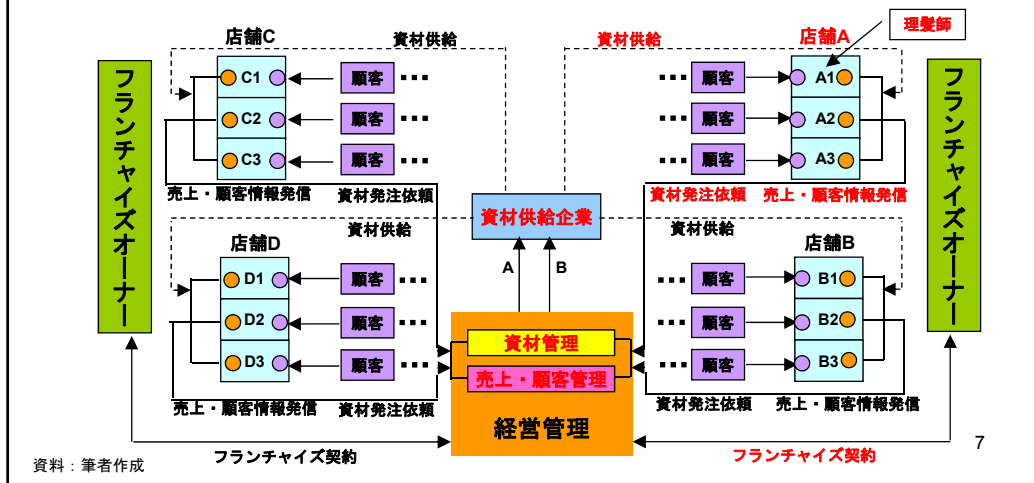 理髪師
店舗C
資材供給
資材供給
店舗A
フランチャイズオーナー
C1
顧客
・・・
・・・
顧客
A1
フランチャイズオーナー
C2
顧客
・・・
・・・
顧客
A2
C3
顧客
・・・
・・・
顧客
A3
売上・顧客情報発信
資材発注依頼
資材発注依頼
売上・顧客情報発信
資材供給企業
資材供給
資材供給
店舗D
店舗B
A
B
D1
顧客
・・・
・・・
顧客
B1
D2
顧客
・・・
・・・
顧客
B2
D3
顧客
・・・
・・・
顧客
B3
資材管理
売上・顧客管理
経営管理
売上・顧客情報発信
資材発注依頼
資材発注依頼
売上・顧客情報発信
フランチャイズ契約
フランチャイズ契約
7
資料：筆者作成